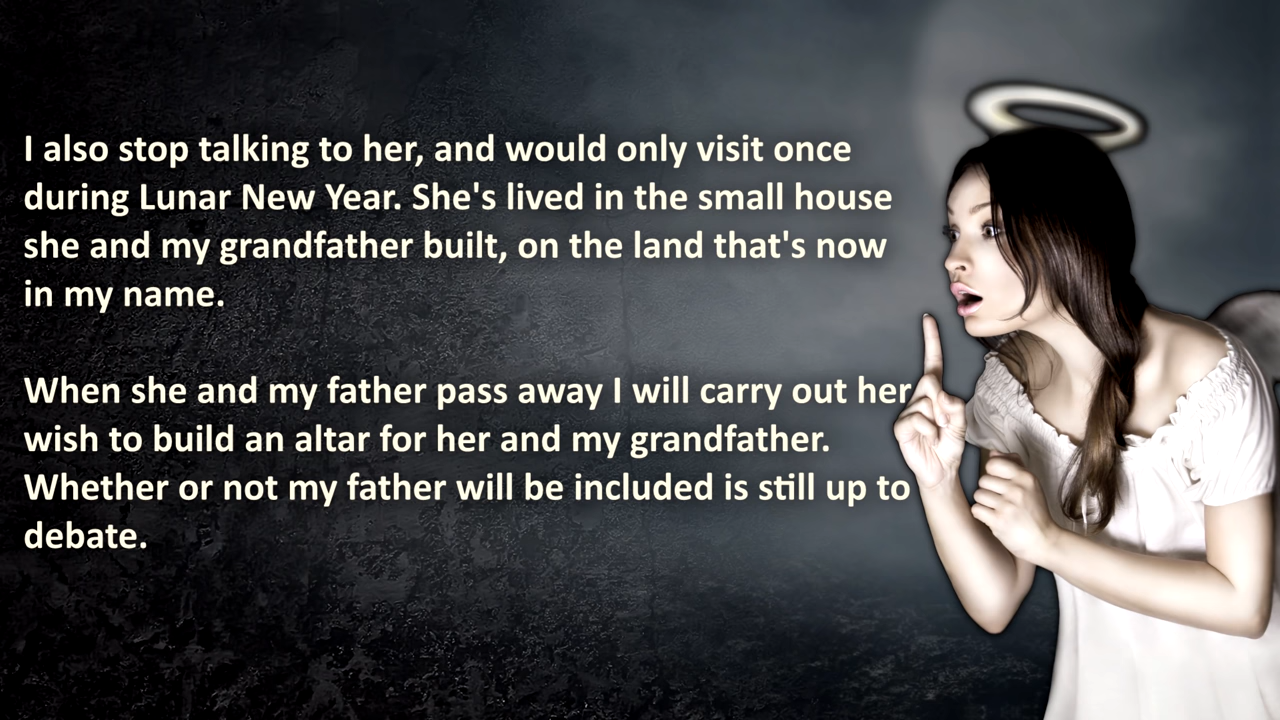 I also stop talking to her, and would only visit once
during Lunar New Year. She's lived in the small house
she and my grandfather built, on the land that's now
in my name.
When she and my father pass away I will carry out her
wish to build an altar for her and my grandfather.
Whether or not my father will be included is still up to
debate.